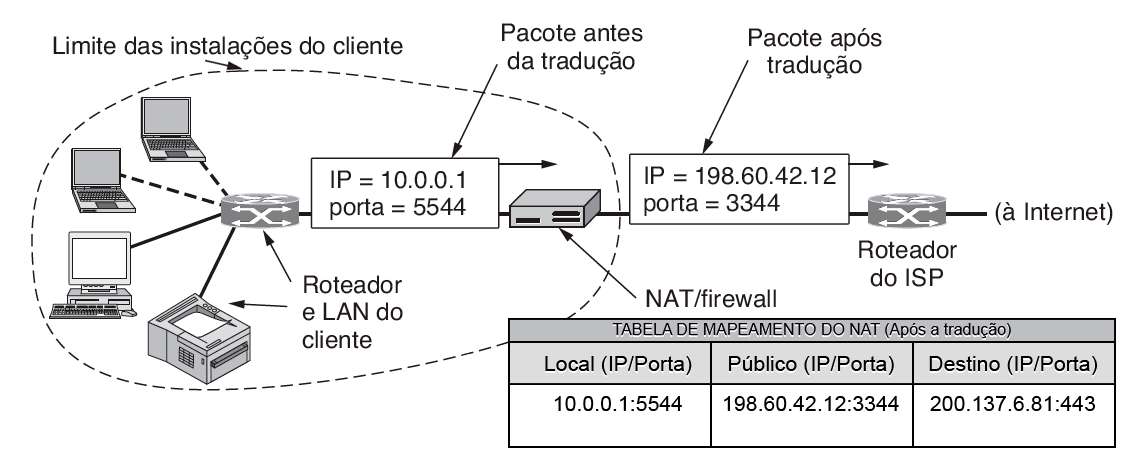 Limite das instalações do cliente
Pacote antes
da tradução
Pacote após
tradução
IP = 10.0.0.1
porta = 5544
IP = 198.60.42.12
porta = 3344
(à Internet)
Roteador
do ISP
Roteador
e LAN do
cliente
NAT/firewall
TABELA DE MAPEAMENTO DO NAT (Após a tradução)
Local (IP/Porta) Público (IP/Porta) Destino (IP/Porta)
10.0.0.1:5544 198.60.42.12:3344 200.137.6.81:443